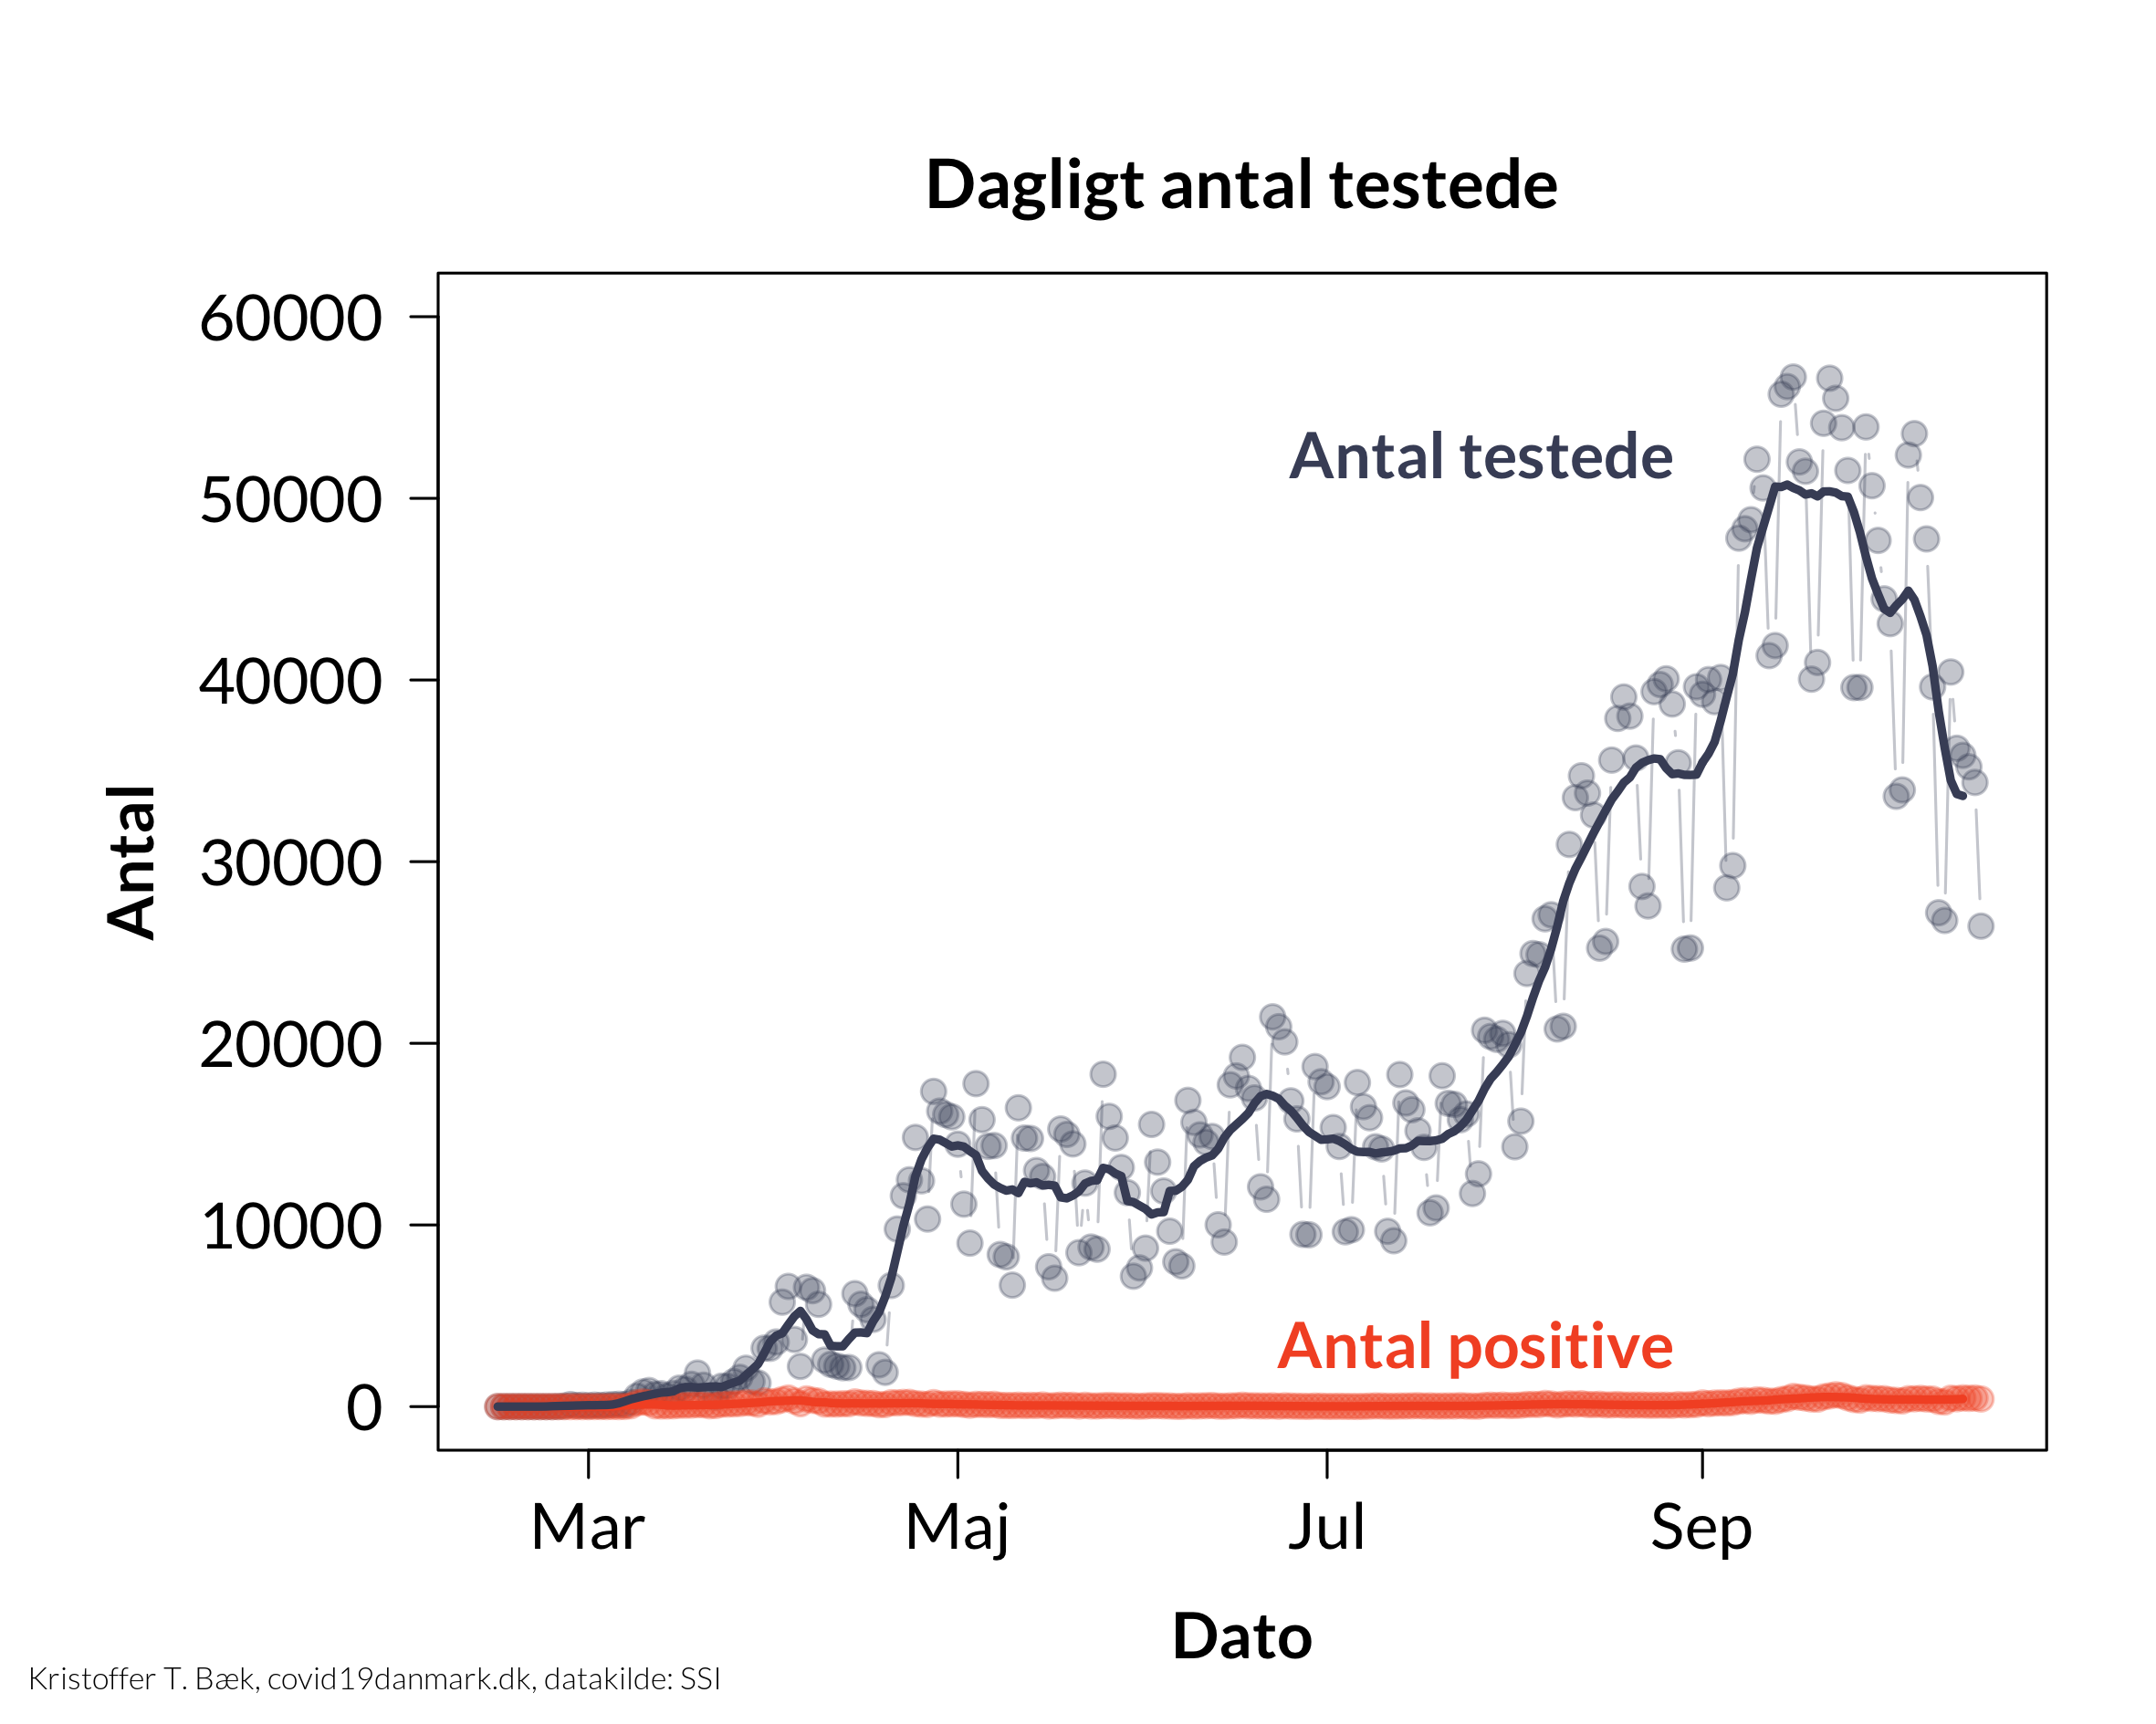 Dagligt antal testede
60000
50000
40000
30000
20000
10000
0
Antal
Antal testede
Antal positive
Mar
Maj
Jul
Sep
Dato
Kristoffer T. Bæk, covid19danmark.dk, datakilde: SSI